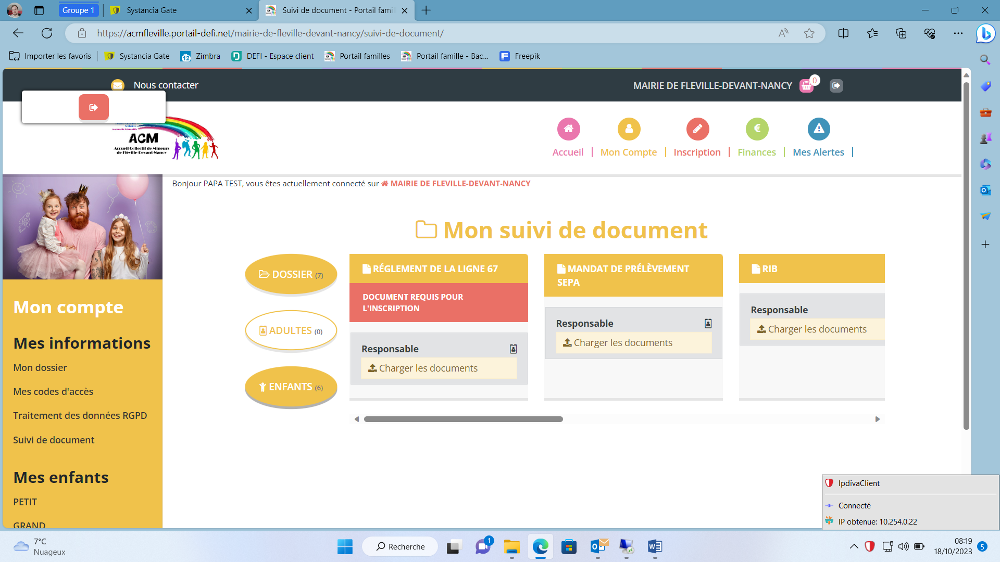 Groupe 1
Systancia Gate
Suivi de document - Portail famil
https://acmfleville.portail-defi.net/mairie-de-fleville-devant-nancy/suivi-de-document/
Importer les favoris
Systancia Gate
Zimbra
DEFI - Espace client
Portail familles
Portail famille - Bac...
Freepik
Nous contacter
MAIRIE DE FLEVILLE-DEVANT-NANCY
0
ACM
Accueil Collectif de Mineurs
de Fléville-Devant-Nancy
Accueil
Mon Compte
Inscription
Finances
Mes Alertes
Bonjour PAPA TEST, vous êtes actuellement connecté sur MAIRIE DE FLEVILLE-DEVANT-NANCY
Mon suivi de document
DOSSIER (7)
ADULTES (0)
ENFANTS (6)
RÉGLEMENT DE LA LIGNE 67
DOCUMENT REQUIS POUR
L'INSCRIPTION
Responsable
Charger les documents
MANDAT DE PRÉLÈVEMENT
SEPA
Responsable
Charger les documents
RIB
Responsable
Charger les documents
Mon compte
Mes informations
Mon dossier
Mes codes d'accès
Traitement des données RGPD
Suivi de document
Mes enfants
PETIT
GRAND
IpdivaClient
Connecté
IP obtenue: 10.254.0.22
7°C
Nuageux
Recherche
1
08:19
18/10/2023
5